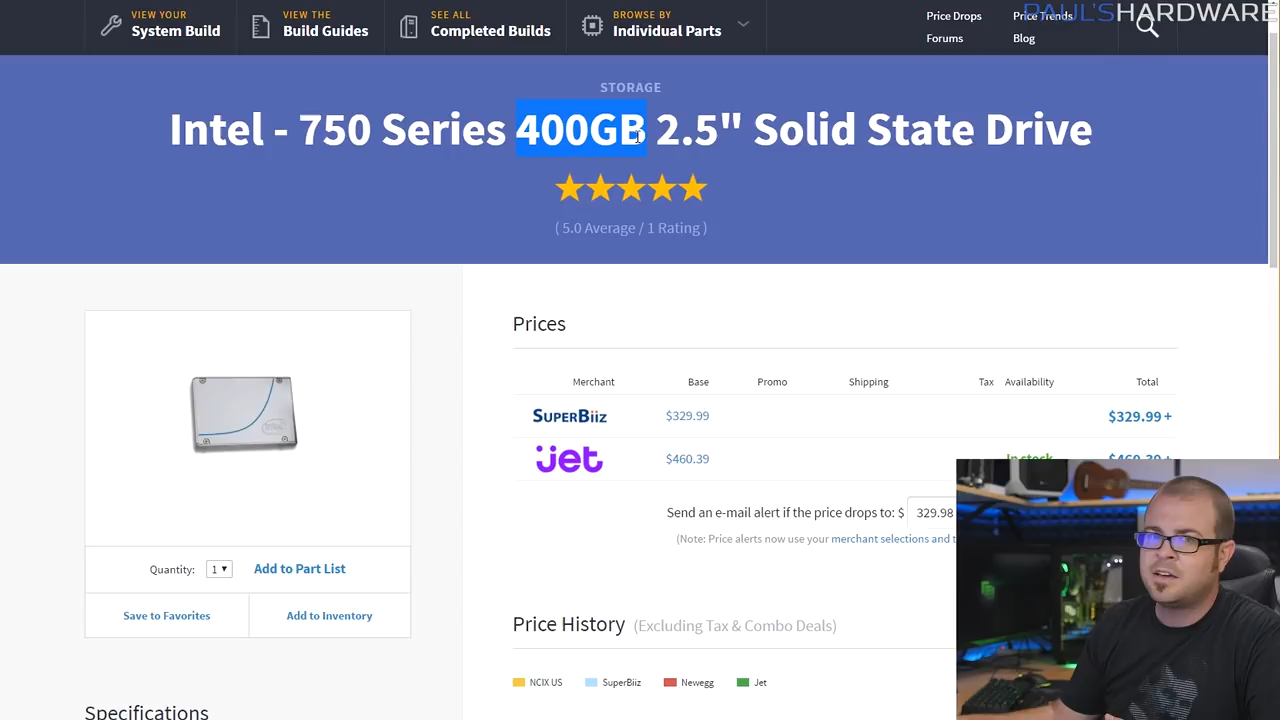 VIEW YOUR
System Build
VIEW THE
Build Guides
SEE ALL
Completed Builds
BROWSE BY
Individual Parts
Price Drops
Price Trends
Forums
Blog
PAUL'SHARDWARE
STORAGE
Intel - 750 Series 400GB 2.5" Solid State Drive
( 5.0 Average / 1 Rating )
Quantity: 1
Add to Part List
Save to Favorites
Add to Inventory
Specifications
Prices
Merchant Base Promo Shipping Tax Availability Total
SUPERBiiz $329.99 $329.99 +
jet $460.39 In stock $460.39 +
Send an e-mail alert if the price drops to: $ 329.98
(Note: Price alerts now use your merchant selections and
Price History (Excluding Tax & Combo Deals)
NCIX US SuperBiiz Newegg Jet